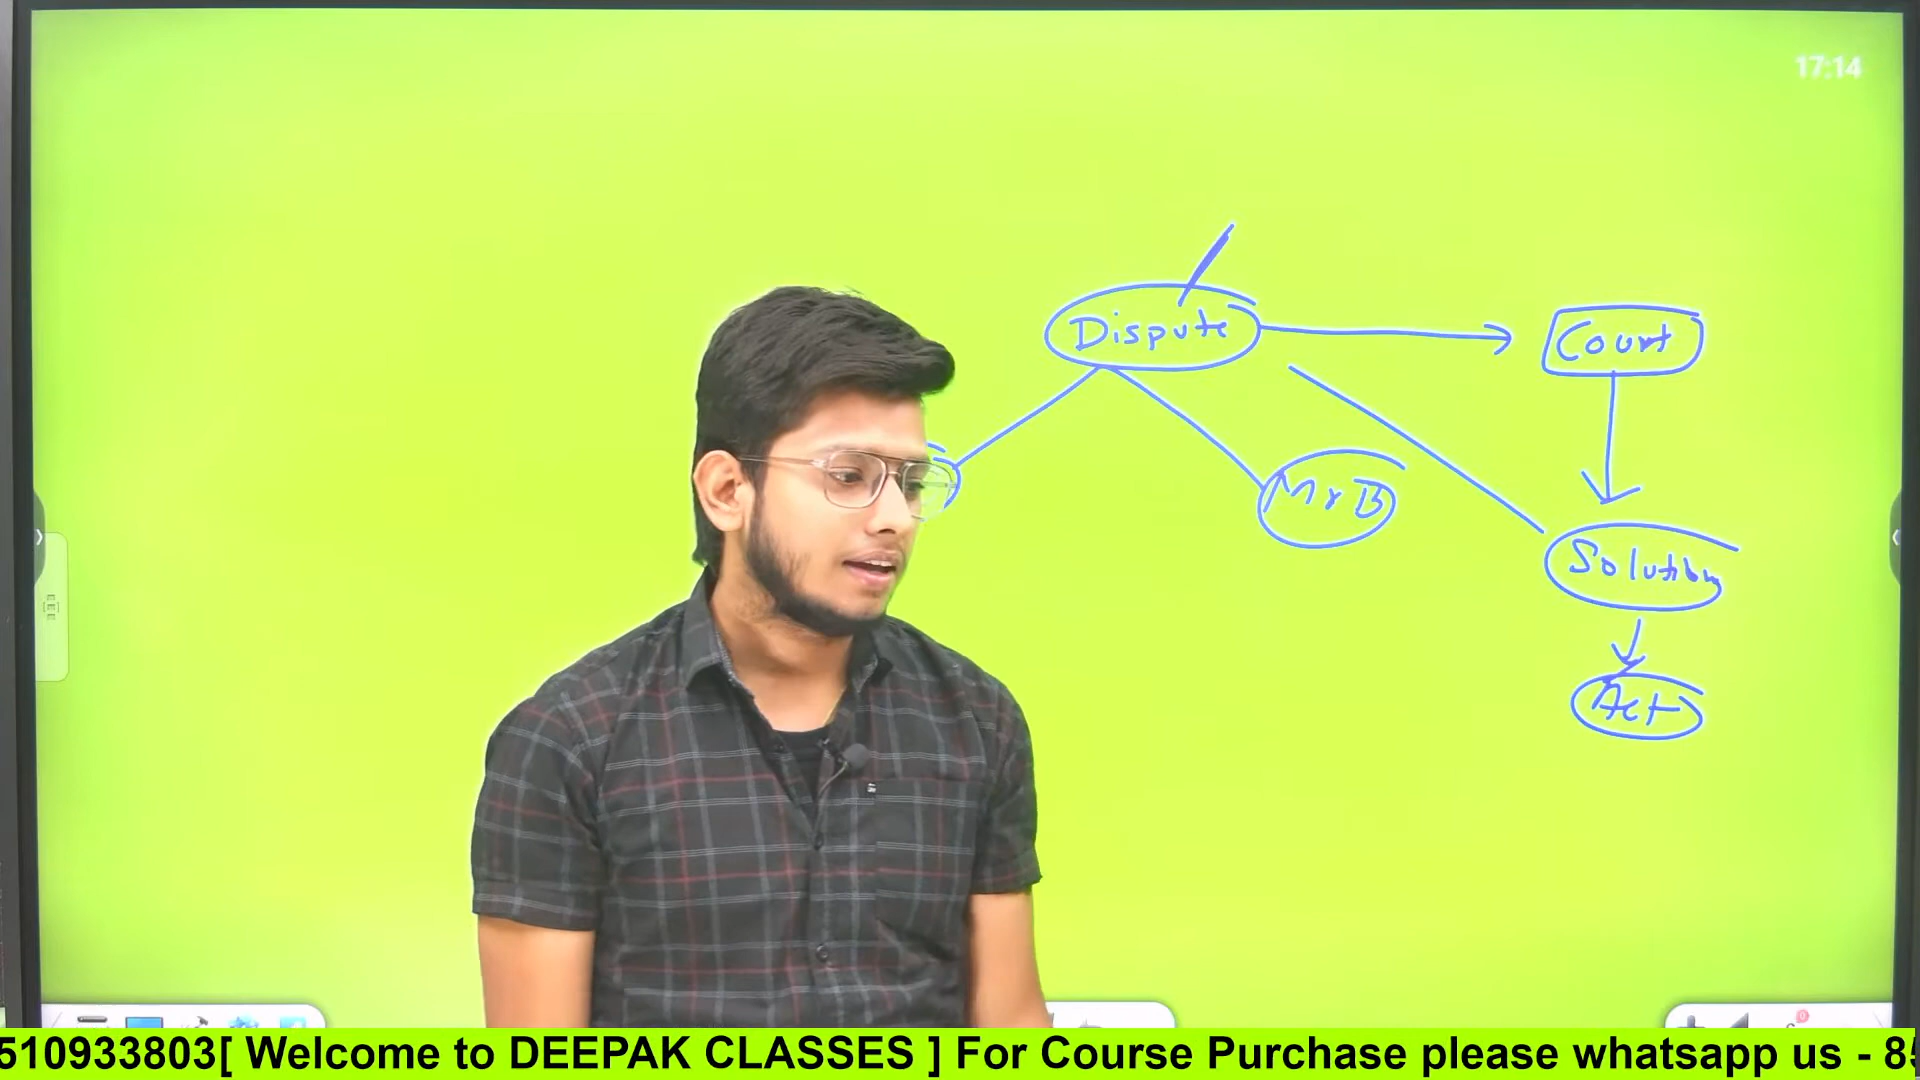 17:14
Dispute
Court
Mr B
Solution
Act
510933803[ Welcome to DEEPAK CLASSES ] For Course Purchase please whatsapp us - 8